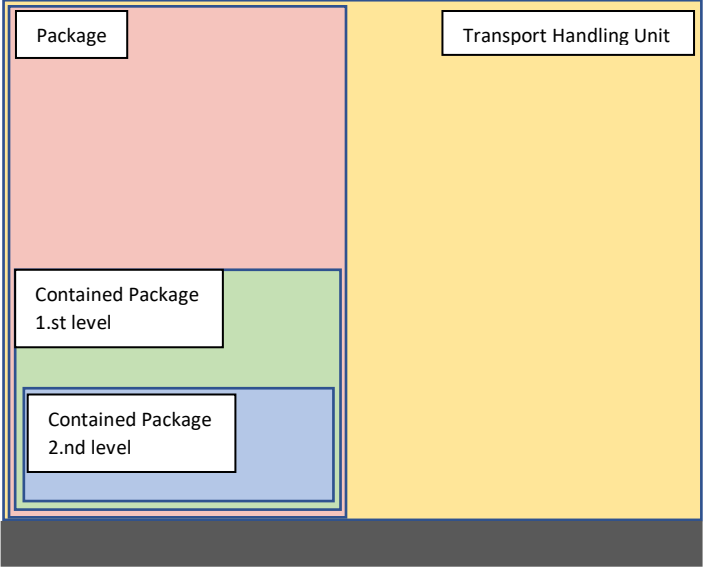 Package
Transport Handling Unit
Contained Package
1.st level
Contained Package
2.nd level